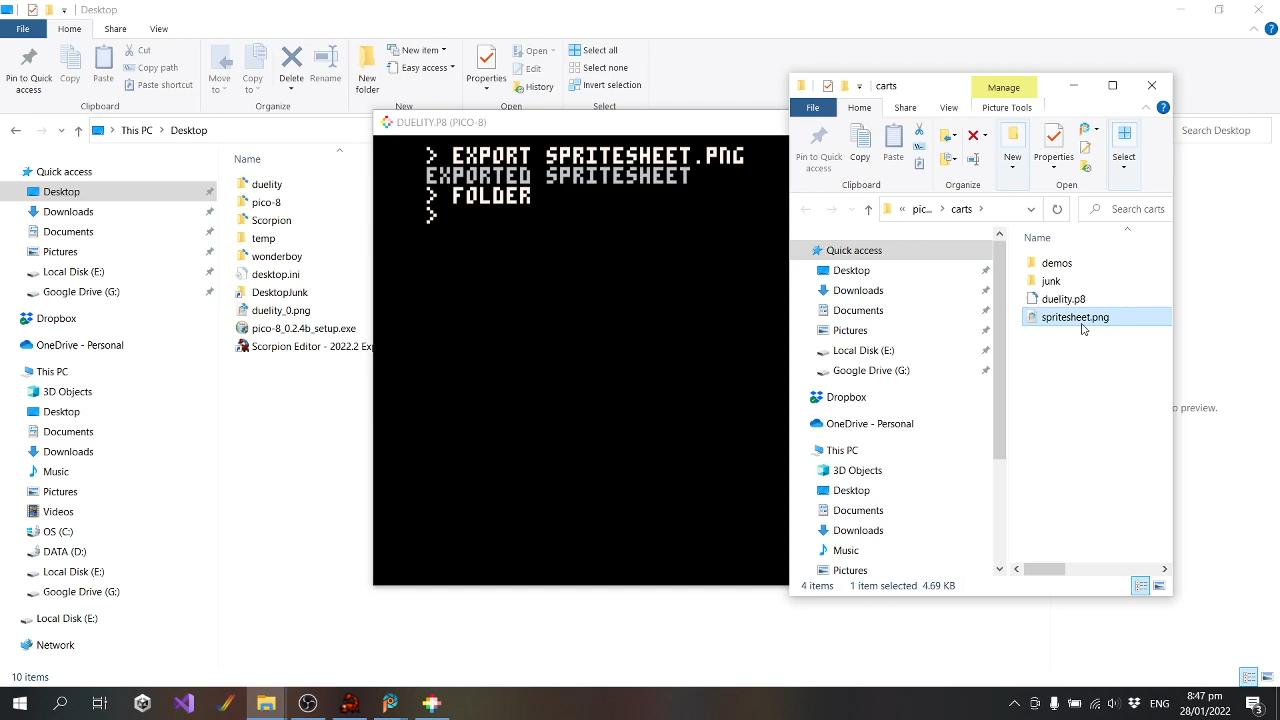 Desktop
File
Home
Share
View
Pin to Quick access
Copy
Paste
Cut
Copy path
Paste shortcut
Clipboard
Move to
Copy to
Delete
Rename
Organize
New folder
New item
Easy access
New
Properties
Open
Edit
History
Open
Select all
Select none
Invert selection
Select
This PC
Desktop
Search Desktop
Quick access
Desktop
Downloads
Documents
Pictures
Local Disk (E:)
Google Drive (G:)
Dropbox
OneDrive - Personal
This PC
3D Objects
Desktop
Documents
Downloads
Music
Pictures
Videos
OS (C:)
DATA (D:)
Local Disk (E:)
Google Drive (G:)
Local Disk (E:)
Network
10 items
Name
duelity
pico-8
Scorpion
temp
wonderboy
desktop.ini
DesktopJunk
duelity_0.png
pico-8_0.2.4b_setup.exe
Scorpion Editor - 2022.2 Exp
DUELITY.P8 (PICO-8)
> EXPORT SPRITESHEET.PNG
EXPORTED SPRITESHEET
> FOLDER
>
carts
Manage
File
Home
Share
View
Picture Tools
Pin to Quick access
Copy
Paste
Clipboard
Organize
New
Properties
Open
Select
« pic... > carts >
Search carts
Quick access
Desktop
Downloads
Documents
Pictures
Local Disk (E:)
Google Drive (G:)
Dropbox
OneDrive - Personal
This PC
3D Objects
Desktop
Documents
Downloads
Music
Pictures
Name
demos
junk
duelity.p8
spritesheet.png
4 items
1 item selected 4.69 KB
o preview.
ENG
8:47 pm
28/01/2022
3